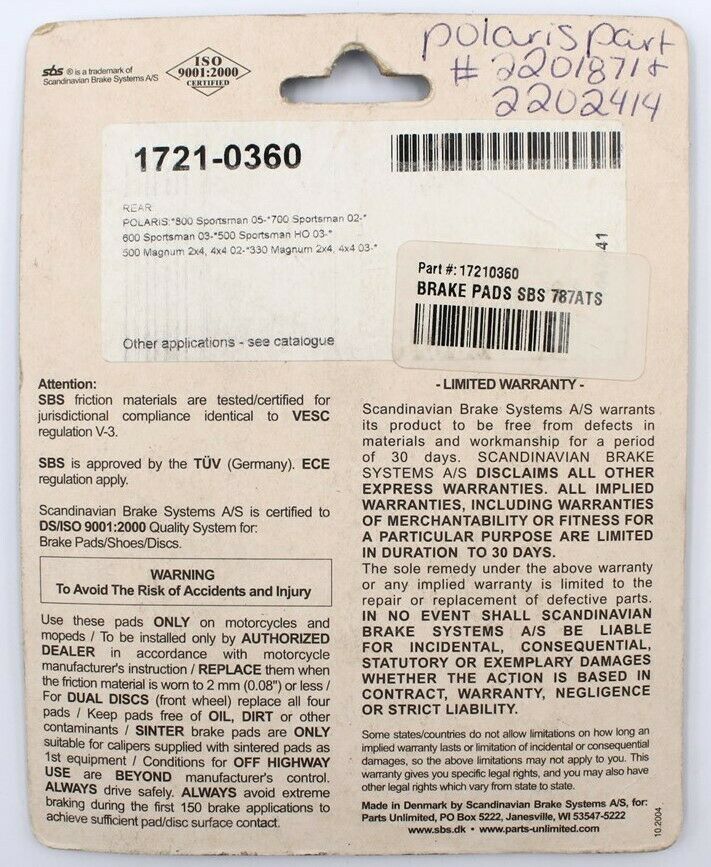 sbs ® is a trademark of
Scandinavian Brake Systems A/S
ISO
9001:2000
CERTIFIED
polaris part
# 2201871 &
2202414
1721-0360
REAR
POLARIS:*800 Sportsman 05-*700 Sportsman 02-*
600 Sportsman 03-*500 Sportsman HO 03-*
500 Magnum 2x4, 4x4 02-*330 Magnum 2x4, 4x4 03-*
Other applications - see catalogue
41
Part #: 17210360
BRAKE PADS SBS 787ATS
Attention:
SBS friction materials are tested/certified for
jurisdictional compliance identical to VESC
regulation V-3.
SBS is approved by the TÜV (Germany). ECE
regulation apply.
Scandinavian Brake Systems A/S is certified to
DS/ISO 9001:2000 Quality System for:
Brake Pads/Shoes/Discs.
WARNING
To Avoid The Risk of Accidents and Injury
Use these pads ONLY on motorcycles and
mopeds / To be installed only by AUTHORIZED
DEALER in accordance with motorcycle
manufacturer's instruction / REPLACE them when
the friction material is worn to 2 mm (0.08") or less /
For DUAL DISCS (front wheel) replace all four
pads / Keep pads free of OIL, DIRT or other
contaminants / SINTER brake pads are ONLY
suitable for calipers supplied with sintered pads as
1st equipment / Conditions for OFF HIGHWAY
USE are BEYOND manufacturer's control.
ALWAYS drive safely. ALWAYS avoid extreme
braking during the first 150 brake applications to
achieve sufficient pad/disc surface contact.
- LIMITED WARRANTY -
Scandinavian Brake Systems A/S warrants
its product to be free from defects in
materials and workmanship for a period
of 30 days. SCANDINAVIAN BRAKE
SYSTEMS A/S DISCLAIMS ALL OTHER
EXPRESS WARRANTIES. ALL IMPLIED
WARRANTIES, INCLUDING WARRANTIES
OF MERCHANTABILITY OR FITNESS FOR
A PARTICULAR PURPOSE ARE LIMITED
IN DURATION TO 30 DAYS.
The sole remedy under the above warranty
or any implied warranty is limited to the
repair or replacement of defective parts.
IN NO EVENT SHALL SCANDINAVIAN
BRAKE SYSTEMS A/S BE LIABLE
FOR INCIDENTAL, CONSEQUENTIAL,
STATUTORY OR EXEMPLARY DAMAGES
WHETHER THE ACTION IS BASED IN
CONTRACT, WARRANTY, NEGLIGENCE
OR STRICT LIABILITY.
Some states/countries do not allow limitations on how long an
implied warranty lasts or limitation of incidental or consequential
damages, so the above limitations may not apply to you. This
warranty gives you specific legal rights, and you may also have
other legal rights which vary from state to state.
Made in Denmark by Scandinavian Brake Systems A/S, for:
Parts Unlimited, PO Box 5222, Janesville, WI 53547-5222
www.sbs.dk • www.parts-unlimited.com
10.2004